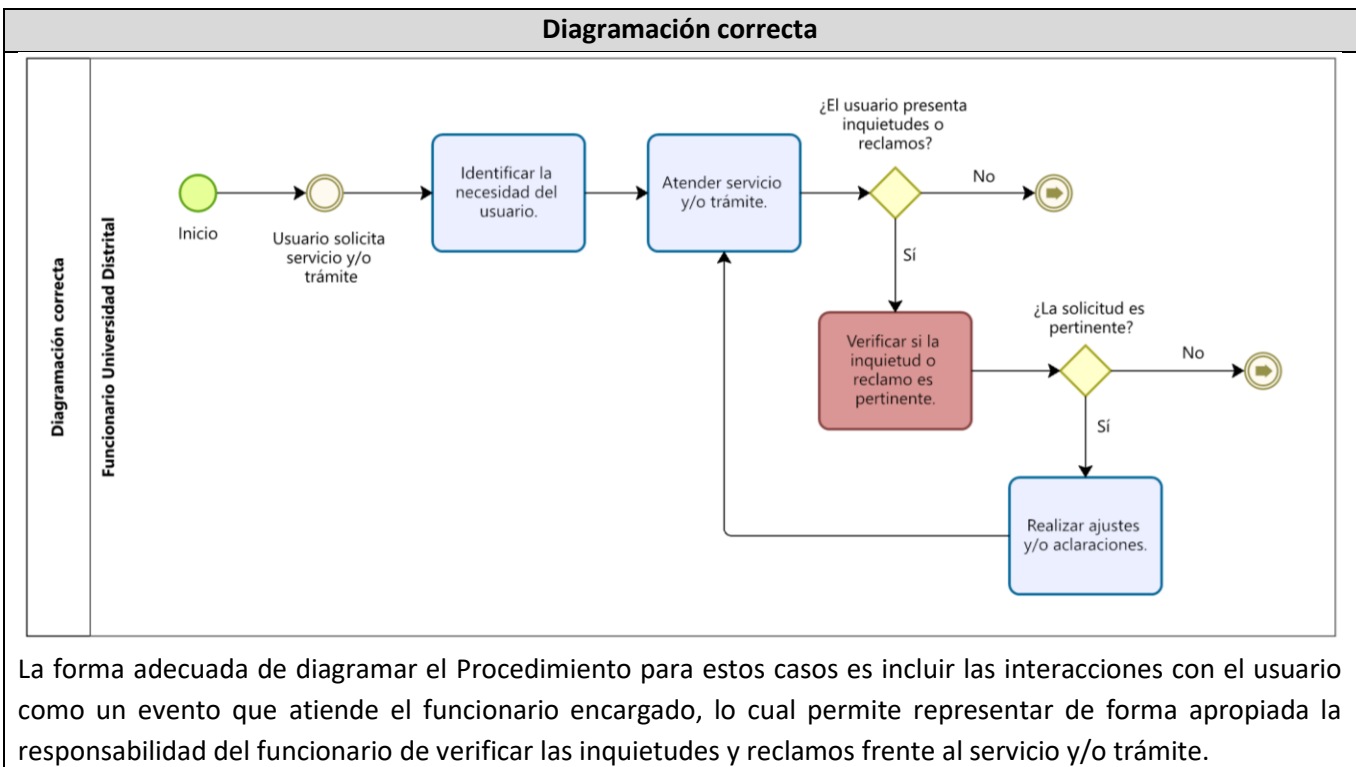 Diagramación correcta
Diagramación correcta
Funcionario Universidad Distrital
Inicio
Usuario solicita
servicio y/o
trámite
Identificar la
necesidad del
usuario.
Atender servicio
y/o trámite.
¿El usuario presenta
inquietudes o
reclamos?
No
Sí
Verificar si la
inquietud o
reclamo es
pertinente.
¿La solicitud es
pertinente?
No
Sí
Realizar ajustes
y/o aclaraciones.
La forma adecuada de diagramar el Procedimiento para estos casos es incluir las interacciones con el usuario
como un evento que atiende el funcionario encargado, lo cual permite representar de forma apropiada la
responsabilidad del funcionario de verificar las inquietudes y reclamos frente al servicio y/o trámite.